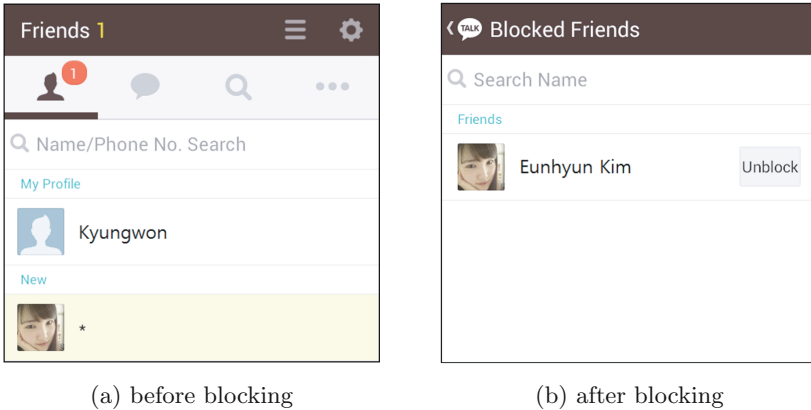 Friends 1
1
Name/Phone No. Search
My Profile
Kyungwon
New
*
(a) before blocking
TALK Blocked Friends
Search Name
Friends
Eunhyun Kim Unblock
(b) after blocking